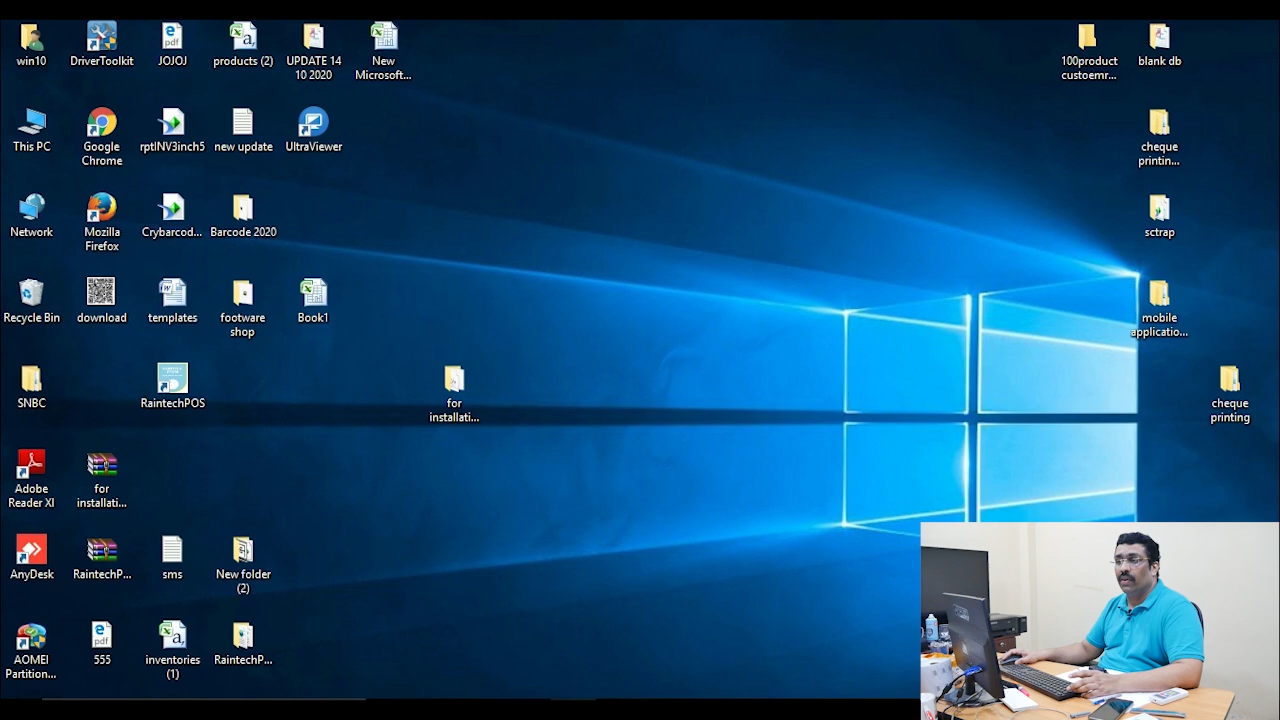 win10
DriverToolkit
JOJOJ
products (2)
UPDATE 14
10 2020
New
Microsoft...
100product
custoemr...
blank db
This PC
Google
Chrome
rptINV3inch5
new update
UltraViewer
cheque
printin...
Network
Mozilla
Firefox
Crybarcod...
Barcode 2020
sctrap
Recycle Bin
download
templates
footware
shop
Book1
mobile
applicatio...
SNBC
RaintechPOS
for
installati...
cheque
printing
Adobe
Reader XI
for
installati...
AnyDesk
RaintechP...
sms
New folder
(2)
AOMEI
Partition...
555
inventories
(1)
RaintechP...